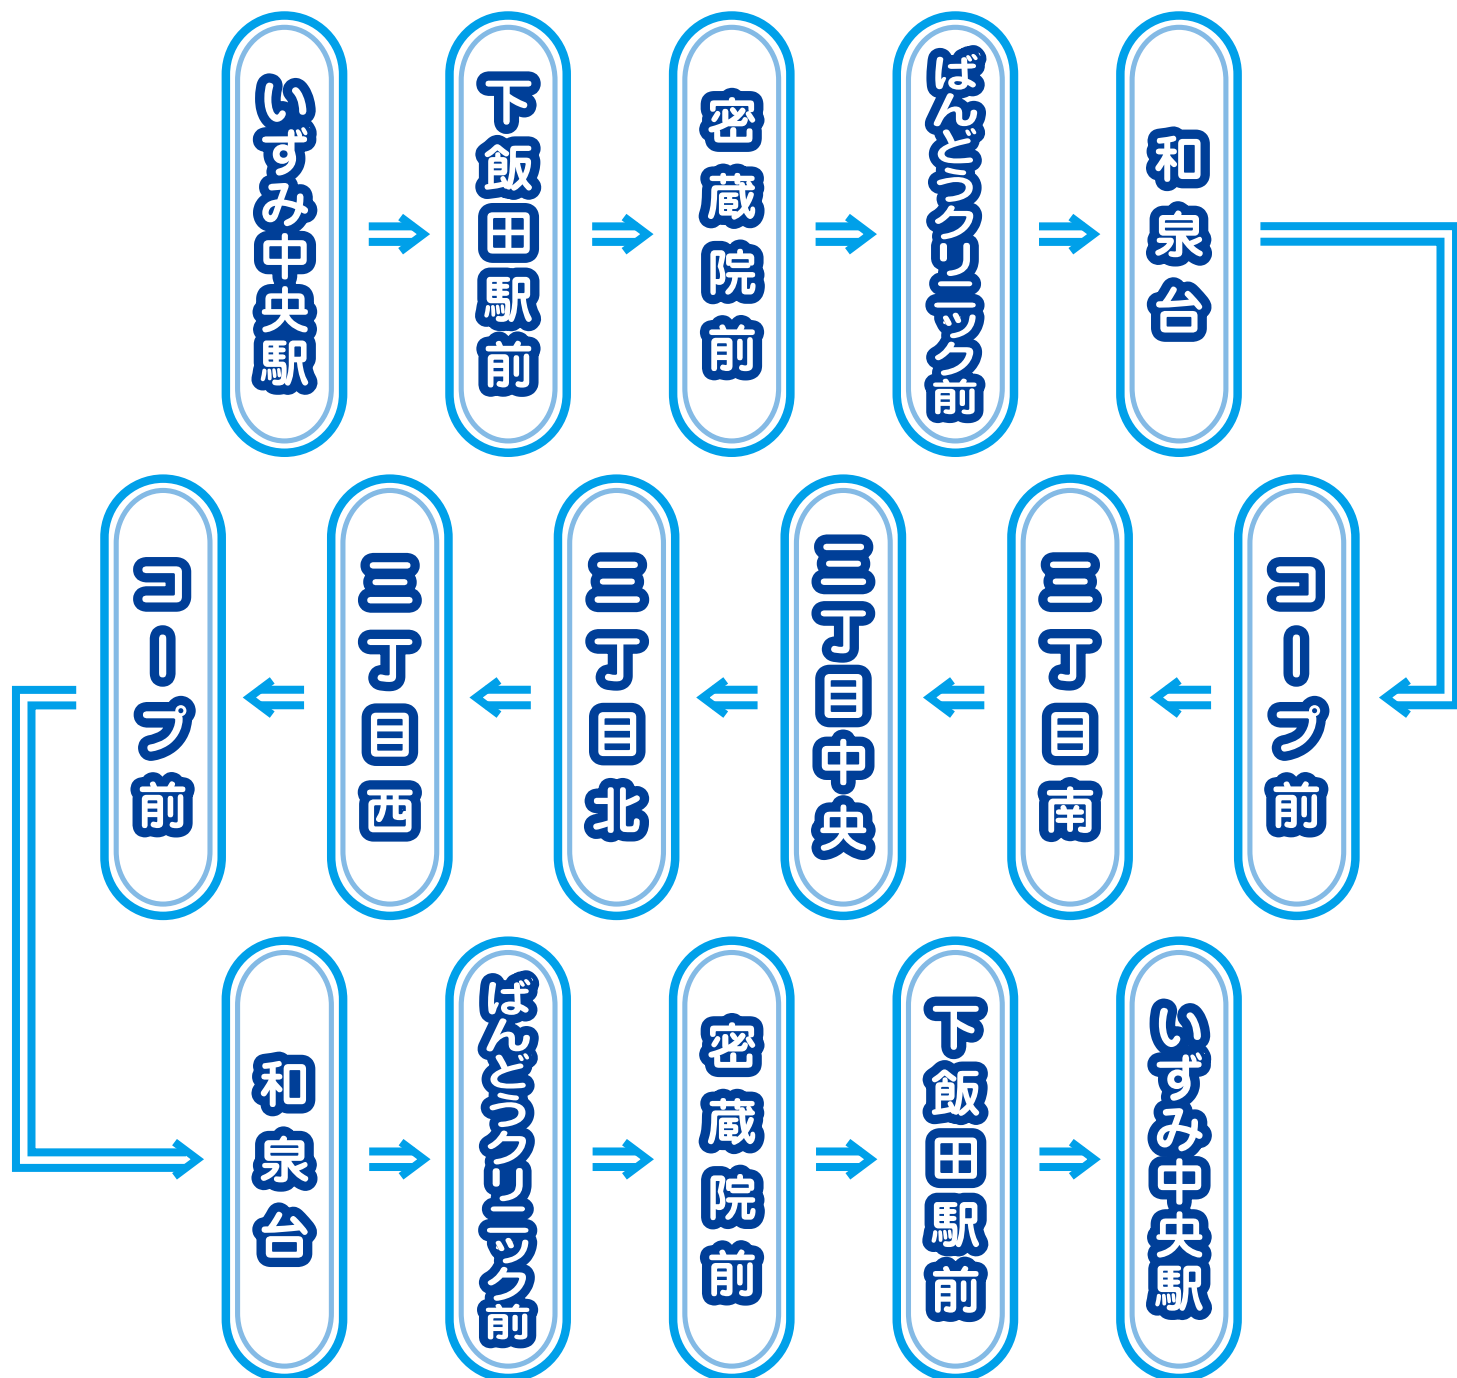 いずみ中央駅
下飯田駅前
密蔵院前
ばんどうクリニック前
和泉台
コープ前
三丁目南
三丁目中央
三丁目北
三丁目西
コープ前
和泉台
ばんどうクリニック前
密蔵院前
下飯田駅前
いずみ中央駅